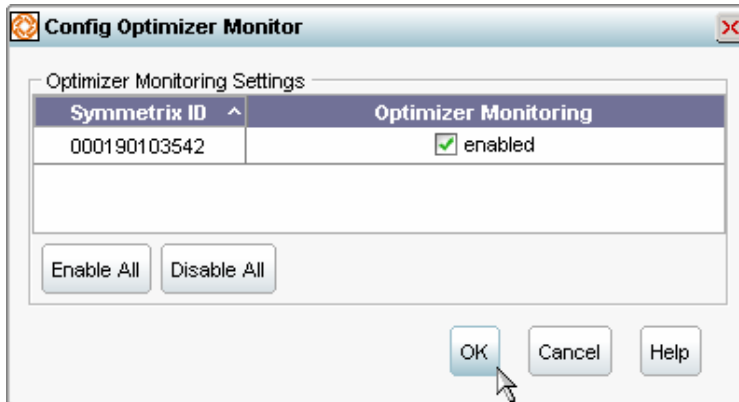 Config Optimizer Monitor
Optimizer Monitoring Settings
Symmetrix ID ^ Optimizer Monitoring
000190103542 enabled
Enable All Disable All
OK Cancel Help